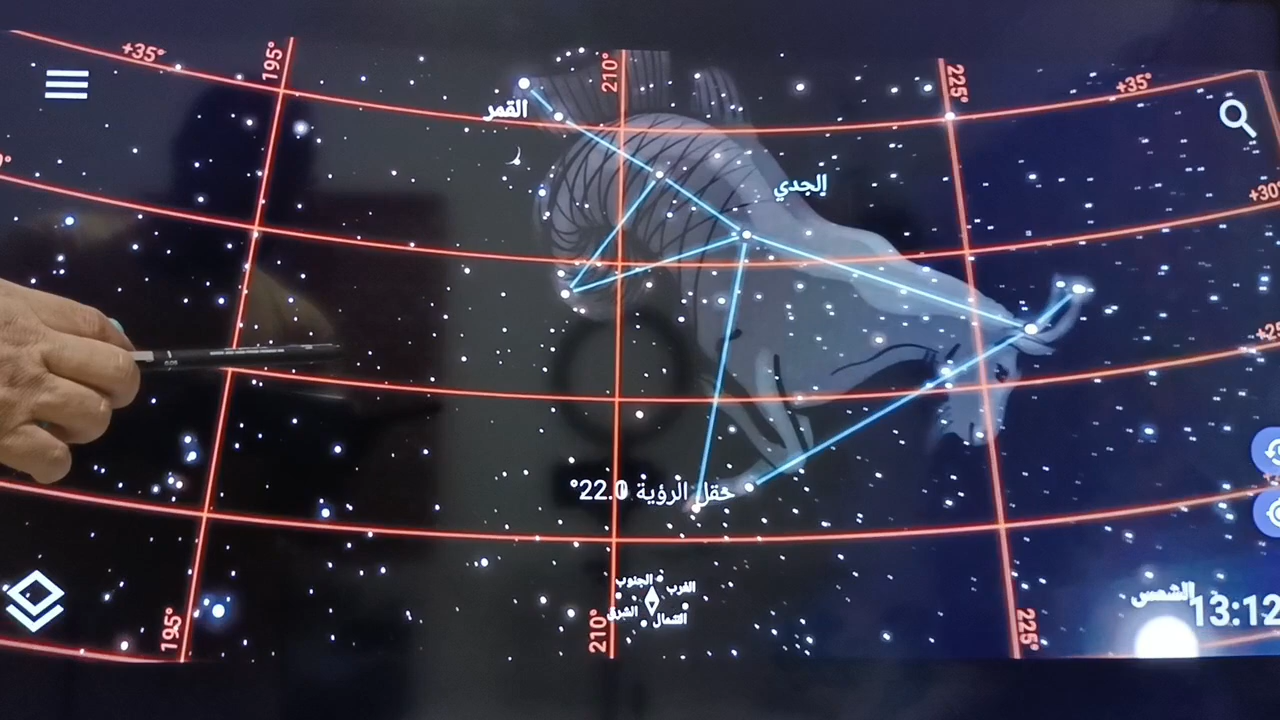 +35°
195°
210°
225°
+35°
القمر
الجدي
+30°
حقل الرؤية 22.0°
الجنوب
الغرب
الشرق
الشمال
الشمس
13:12
195°
210°
225°